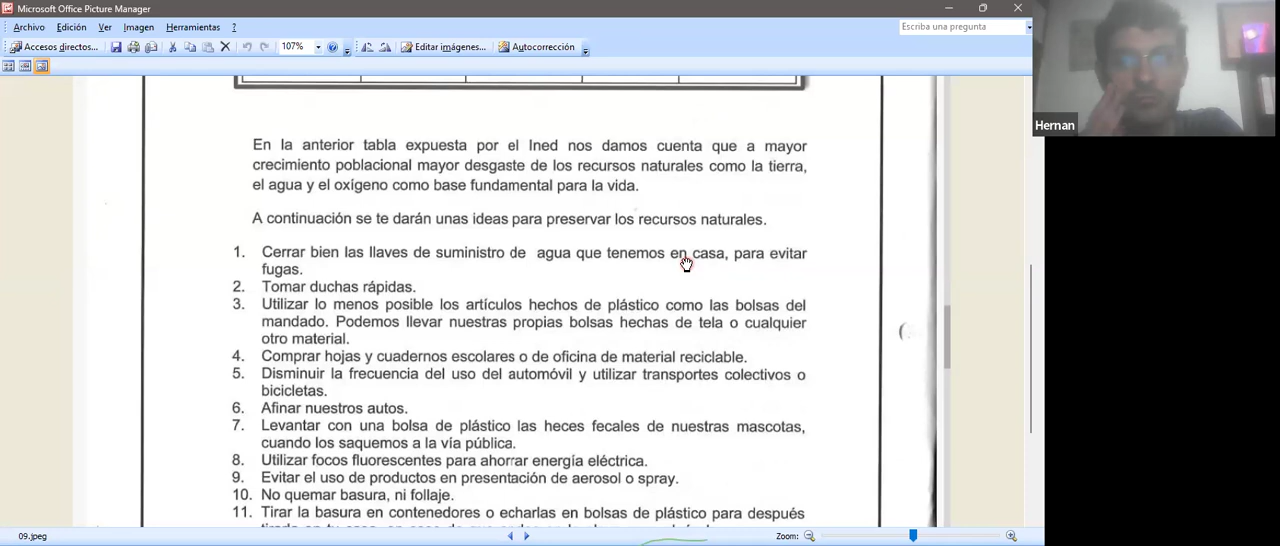 Microsoft Office Picture Manager
Archivo Edición Ver Imagen Herramientas ?
Escriba una pregunta
Accesos directos... 107% Editar imágenes... Autocorrección
Hernan
En la anterior tabla expuesta por el Ined nos damos cuenta que a mayor
crecimiento poblacional mayor desgaste de los recursos naturales como la tierra,
el agua y el oxígeno como base fundamental para la vida.
A continuación se te darán unas ideas para preservar los recursos naturales.
1. Cerrar bien las llaves de suministro de agua que tenemos en casa, para evitar
fugas.
2. Tomar duchas rápidas.
3. Utilizar lo menos posible los artículos hechos de plástico como las bolsas del
mandado. Podemos llevar nuestras propias bolsas hechas de tela o cualquier
otro material.
4. Comprar hojas y cuadernos escolares o de oficina de material reciclable.
5. Disminuir la frecuencia del uso del automóvil y utilizar transportes colectivos o
bicicletas.
6. Afinar nuestros autos.
7. Levantar con una bolsa de plástico las heces fecales de nuestras mascotas,
cuando los saquemos a la vía pública.
8. Utilizar focos fluorescentes para ahorrar energía eléctrica.
9. Evitar el uso de productos en presentación de aerosol o spray.
10. No quemar basura, ni follaje.
11. Tirar la basura en contenedores o echarlas en bolsas de plástico para después
09.jpeg
Zoom: